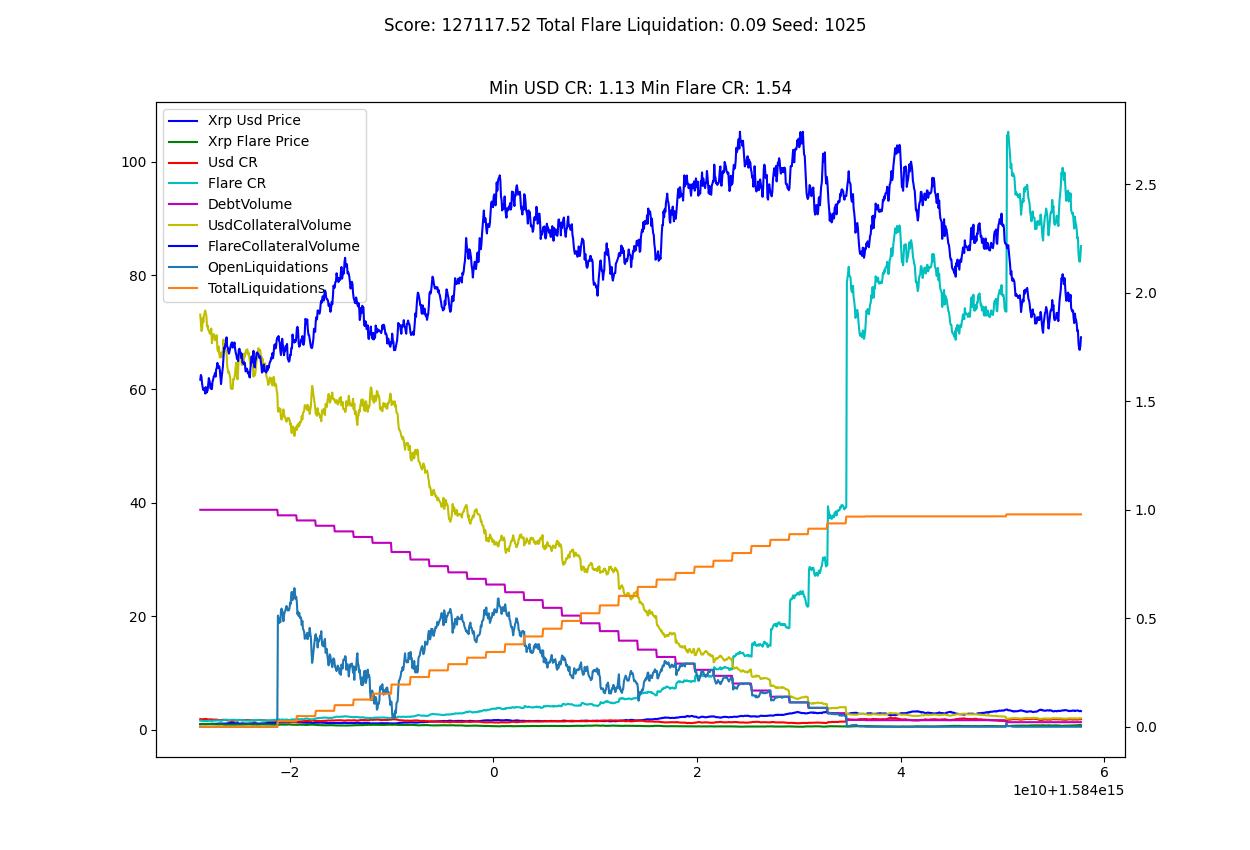 Score: 127117.52 Total Flare Liquidation: 0.09 Seed: 1025
Min USD CR: 1.13 Min Flare CR: 1.54
Xrp Usd Price
Xrp Flare Price
Usd CR
Flare CR
DebtVolume
UsdCollateralVolume
FlareCollateralVolume
OpenLiquidations
TotalLiquidations
100
80
60
40
20
0
2.5
2.0
1.5
1.0
0.5
0.0
−2 0 2 4 6
1e10+1.584e15